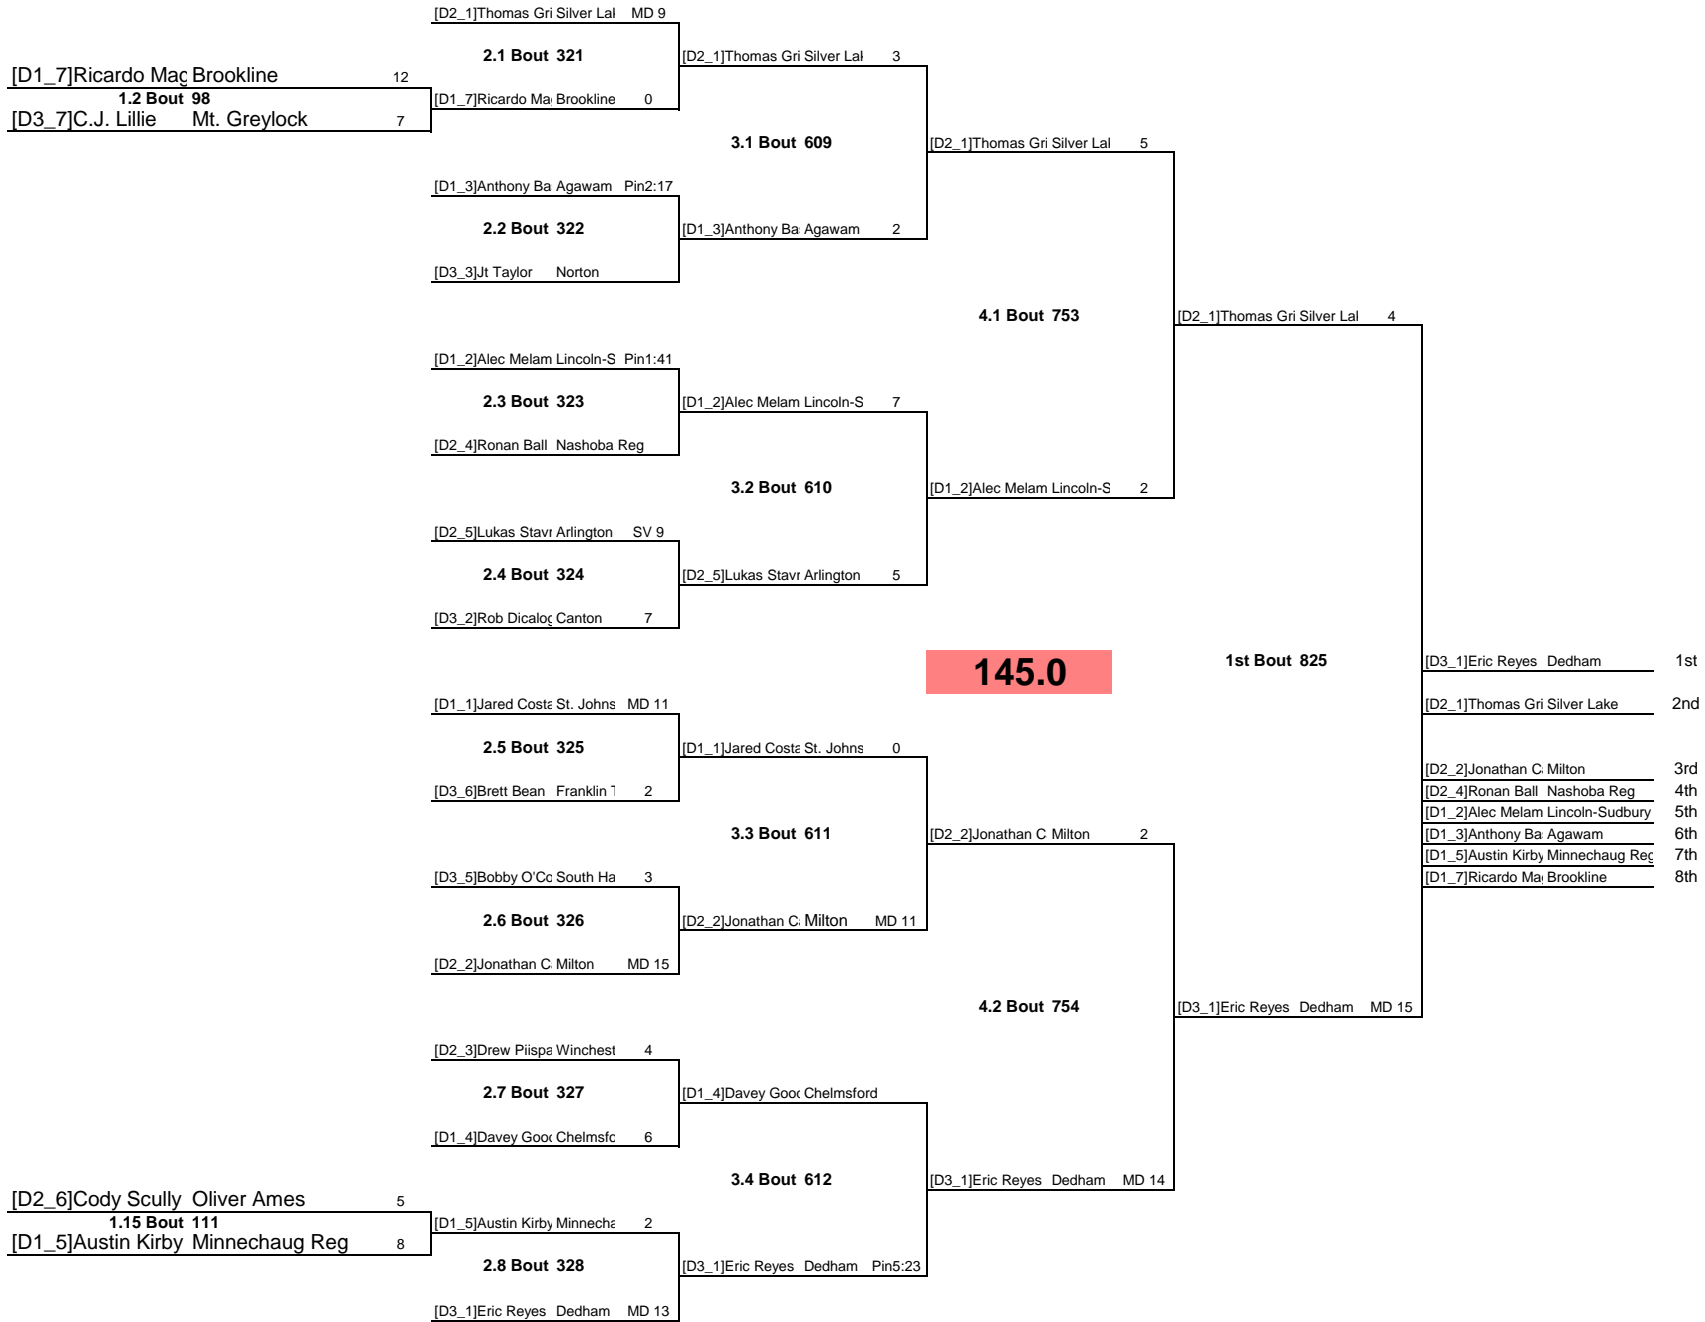 [D2_1]Thomas Gri Silver Lal MD 9
2.1 Bout 321
[D2_1]Thomas Gri Silver Lal 3
[D1_7]Ricardo Mag Brookline 12
1.2 Bout 98
[D1_7]Ricardo Ma Brookline 0
[D3_7]C.J. Lillie Mt. Greylock 7
3.1 Bout 609
[D2_1]Thomas Gri Silver Lal 5
[D1_3]Anthony Ba Agawam Pin2:17
2.2 Bout 322
[D1_3]Anthony Ba Agawam 2
[D3_3]Jt Taylor Norton
4.1 Bout 753
[D2_1]Thomas Gri Silver Lal 4
[D1_2]Alec Melam Lincoln-S Pin1:41
2.3 Bout 323
[D1_2]Alec Melam Lincoln-S 7
[D2_4]Ronan Ball Nashoba Reg
3.2 Bout 610
[D1_2]Alec Melam Lincoln-S 2
[D2_5]Lukas Stavr Arlington SV 9
2.4 Bout 324
[D2_5]Lukas Stavr Arlington 5
[D3_2]Rob Dicalog Canton 7
145.0
1st Bout 825
[D3_1]Eric Reyes Dedham 1st
[D1_1]Jared Costa St. Johns MD 11
[D2_1]Thomas Gri Silver Lake 2nd
2.5 Bout 325
[D1_1]Jared Costa St. Johns 0
[D2_2]Jonathan C Milton 3rd
[D3_6]Brett Bean Franklin T 2
[D2_4]Ronan Ball Nashoba Reg 4th
[D1_2]Alec Melam Lincoln-Sudbury 5th
3.3 Bout 611
[D2_2]Jonathan C Milton 2
[D1_3]Anthony Ba Agawam 6th
[D1_5]Austin Kirby Minnechaug Reg 7th
[D3_5]Bobby O'Co South Ha 3
[D1_7]Ricardo Ma Brookline 8th
2.6 Bout 326
[D2_2]Jonathan C Milton MD 11
[D2_2]Jonathan C Milton MD 15
4.2 Bout 754
[D3_1]Eric Reyes Dedham MD 15
[D2_3]Drew Piispa Winchest 4
2.7 Bout 327
[D1_4]Davey Good Chelmsford
[D1_4]Davey Good Chelmsfo 6
3.4 Bout 612
[D3_1]Eric Reyes Dedham MD 14
[D2_6]Cody Scully Oliver Ames 5
1.15 Bout 111
[D1_5]Austin Kirby Minnecha 2
[D1_5]Austin Kirby Minnechaug Reg 8
2.8 Bout 328
[D3_1]Eric Reyes Dedham Pin5:23
[D3_1]Eric Reyes Dedham MD 13